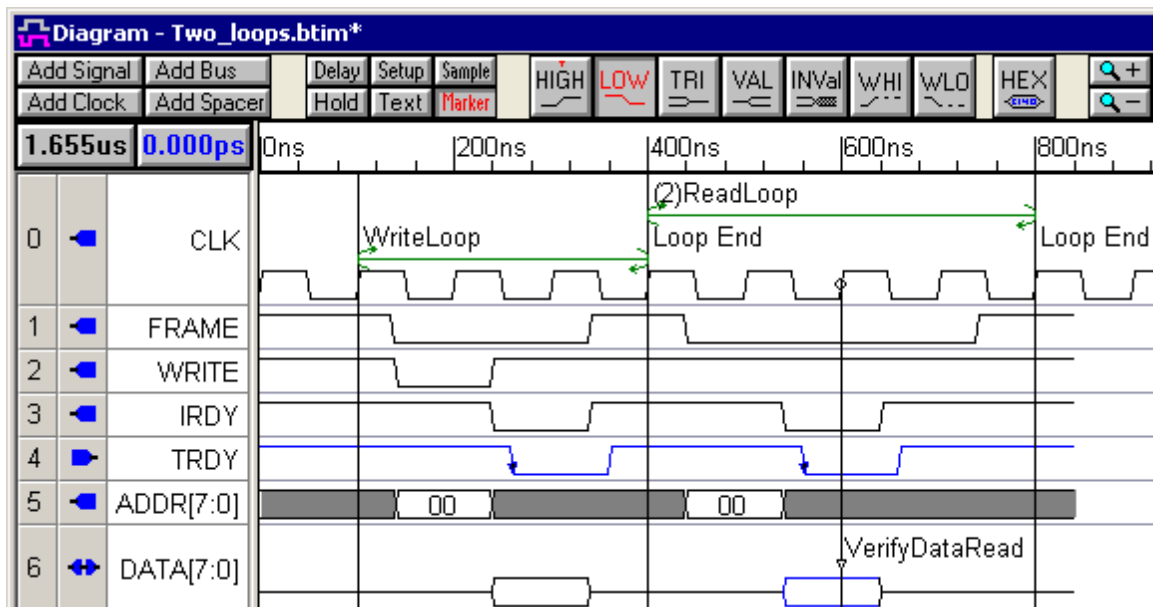 Diagram - Two_loops.btim*
Add Signal Add Bus Delay Setup Sample HIGH LOW TRI VAL INVal WHI WLO HEX
Add Clock Add Spacer Hold Text Marker
1.655us 0.000ps 0ns 200ns 400ns 600ns 800ns
(2)ReadLoop
0 CLK WriteLoop Loop End Loop End
1 FRAME
2 WRITE
3 IRDY
4 TRDY
5 ADDR[7:0] 00 00
VerifyDataRead
6 DATA[7:0]